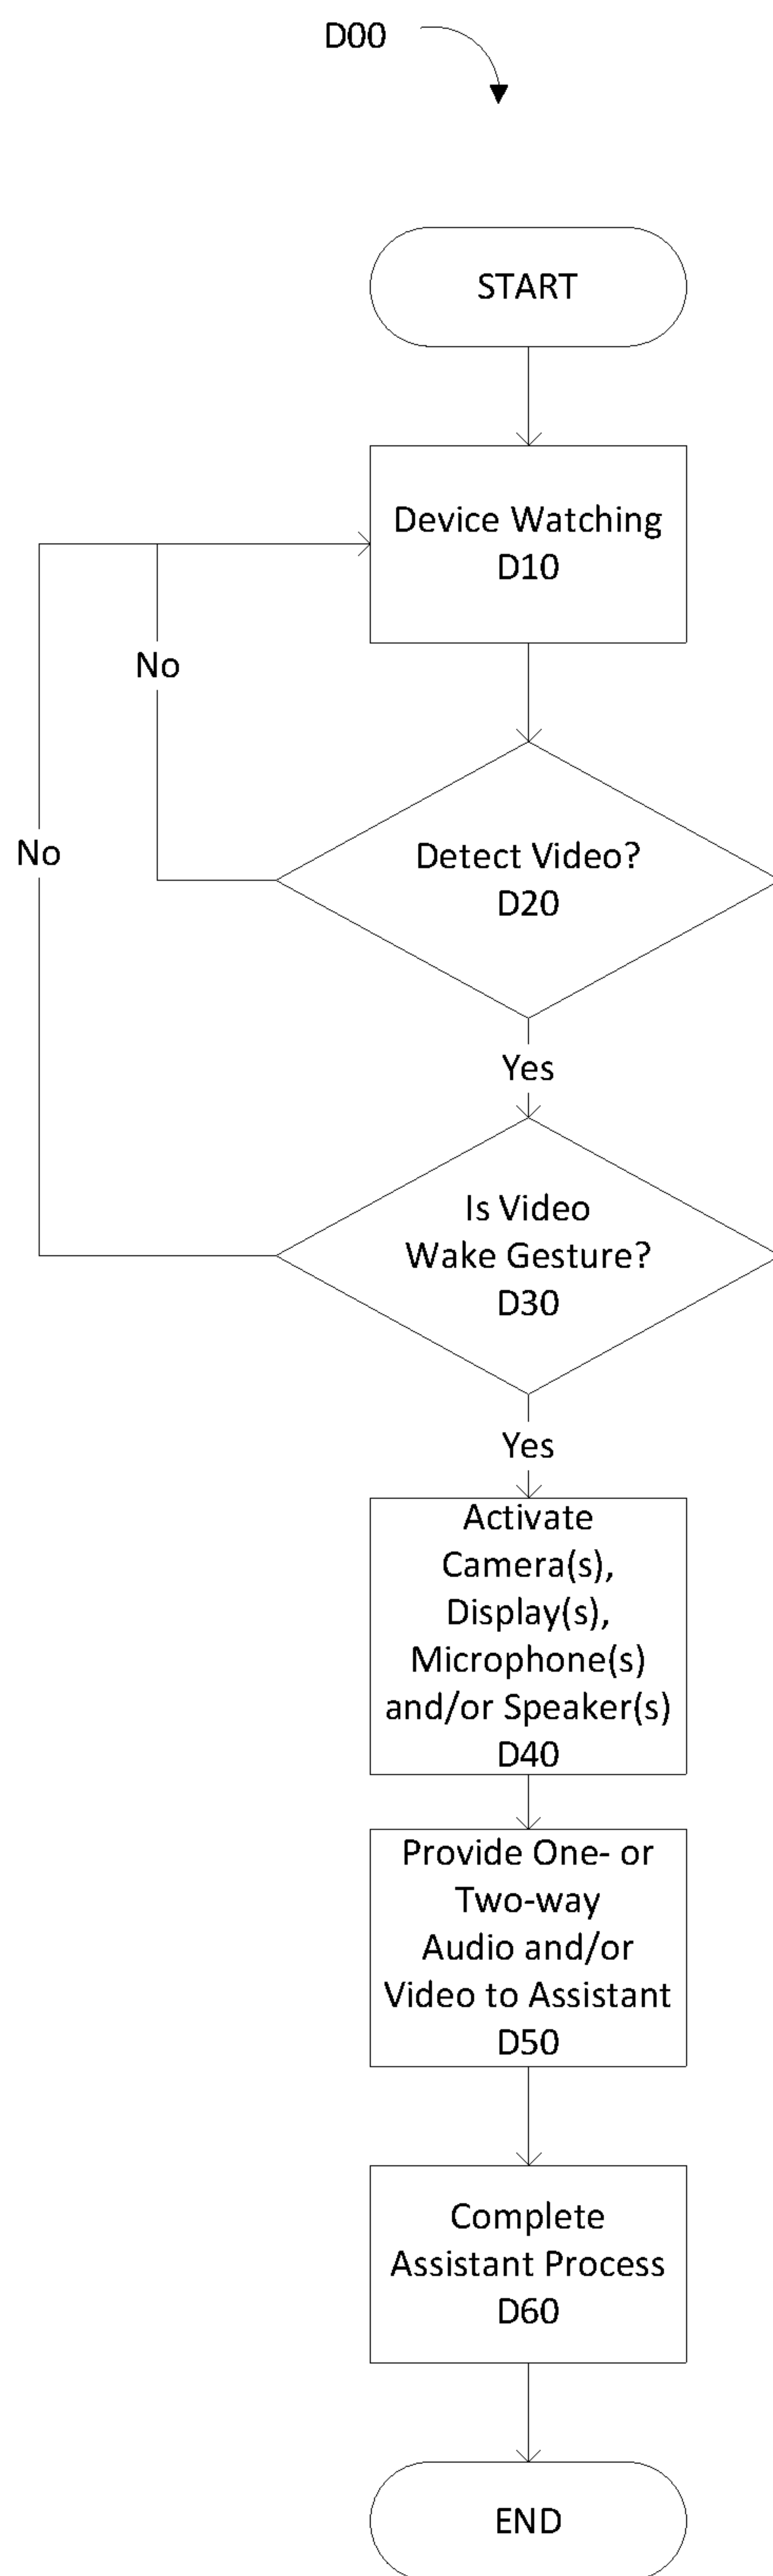 D00
START
Device Watching
D10
No
Detect Video?
D20
No
Yes
Is Video
Wake Gesture?
D30
Yes
Activate
Camera(s),
Display(s),
Microphone(s)
and/or Speaker(s)
D40
Provide One- or
Two-way
Audio and/or
Video to Assistant
D50
Complete
Assistant Process
D60
END